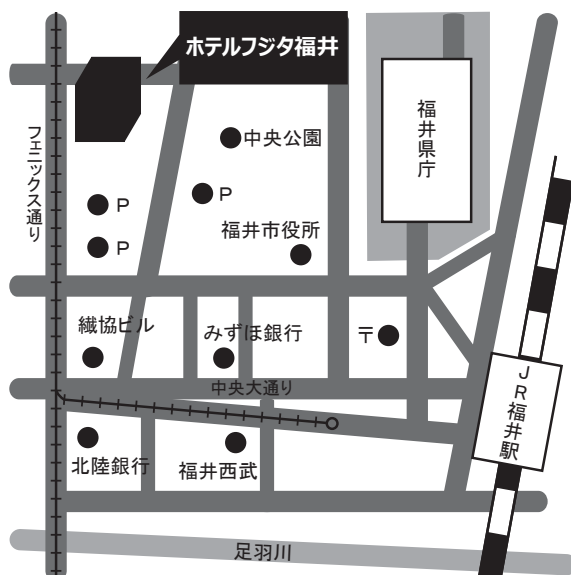 ホテルフジタ福井
フェニックス通り
中央公園
福井県庁
P
P
P
福井市役所
繊協ビル
みずほ銀行
〒
中央大通り
JR福井駅
北陸銀行
福井西武
足羽川